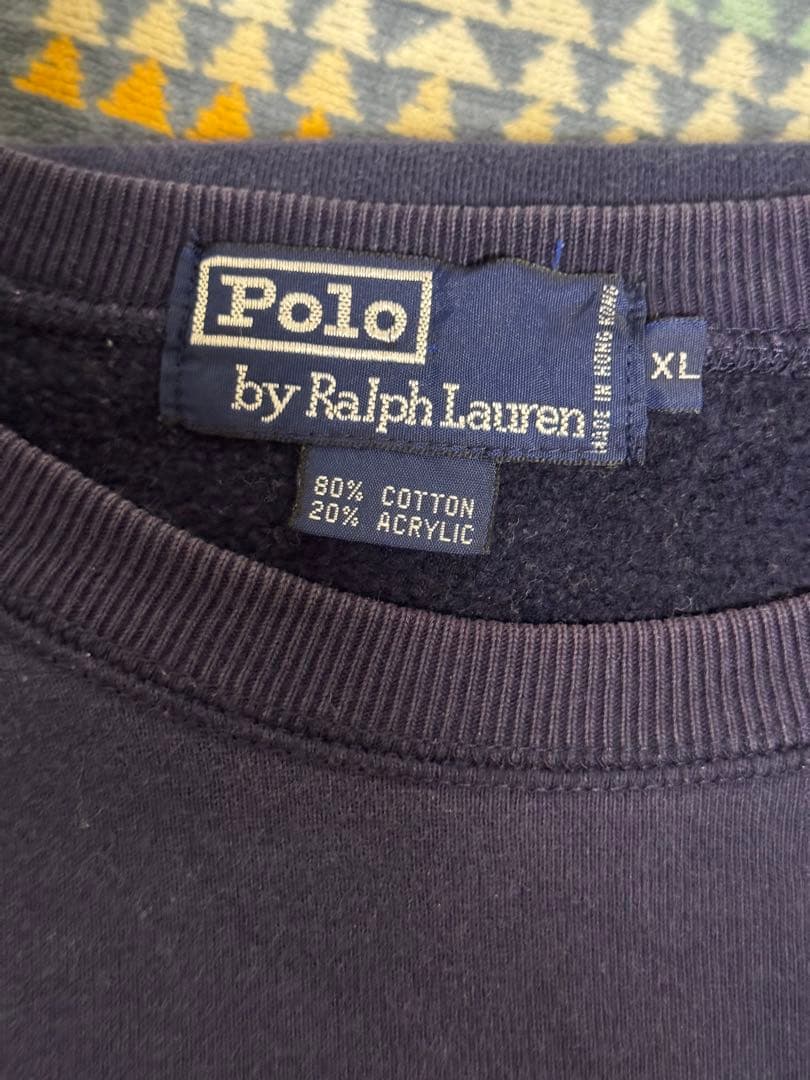 Polo
by Ralph Lauren
MADE IN HONG KONG
XL
80% COTTON
20% ACRYLIC